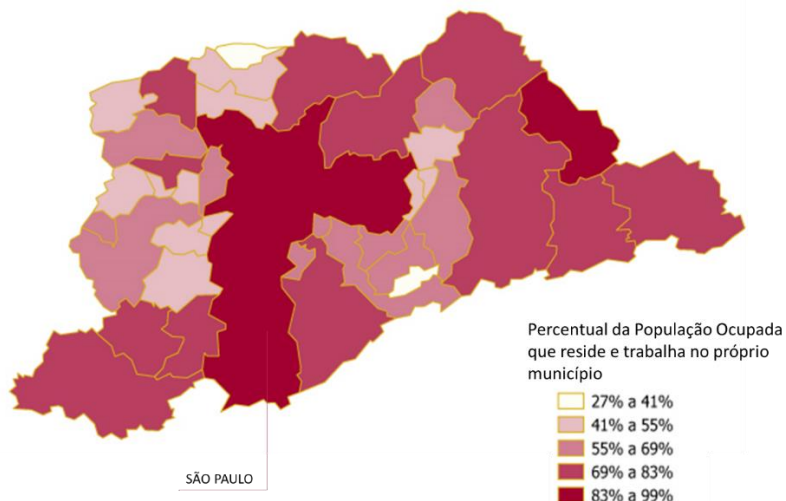 Percentual da População Ocupada
que reside e trabalha no próprio
município
27% a 41%
41% a 55%
55% a 69%
69% a 83%
83% a 99%
SÃO PAULO